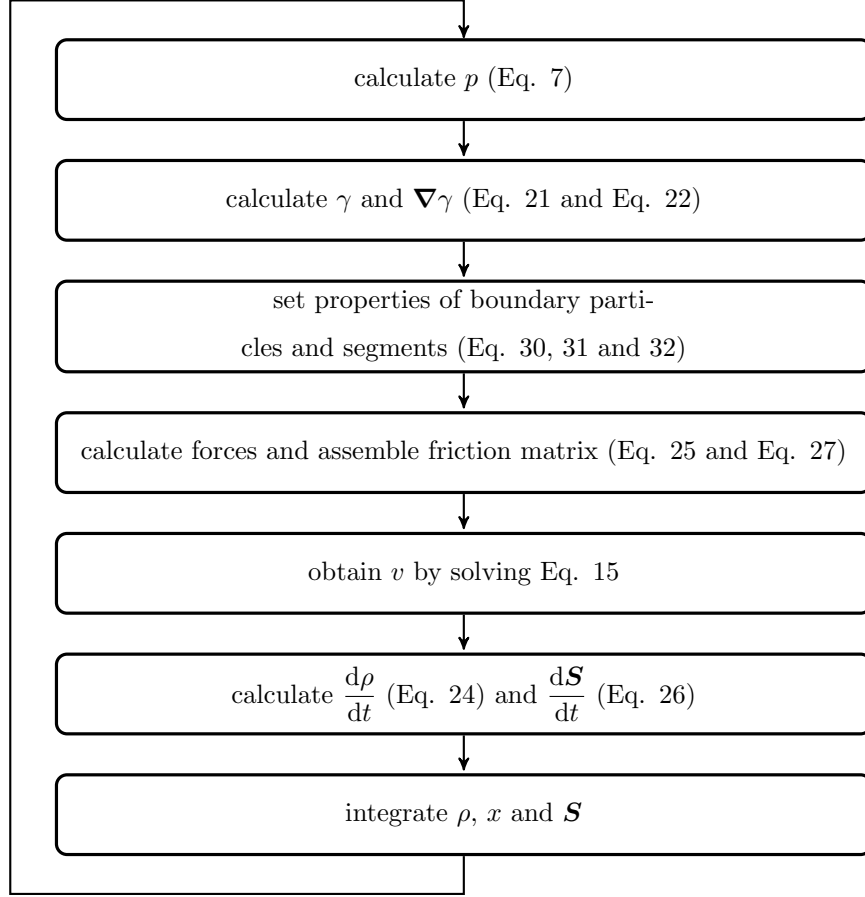 calculate p (Eq. 7)
calculate γ and ∇γ (Eq. 21 and Eq. 22)
set properties of boundary parti-
cles and segments (Eq. 30, 31 and 32)
calculate forces and assemble friction matrix (Eq. 25 and Eq. 27)
obtain v by solving Eq. 15
calculate dρ/dt (Eq. 24) and dS/dt (Eq. 26)
integrate ρ, x and S